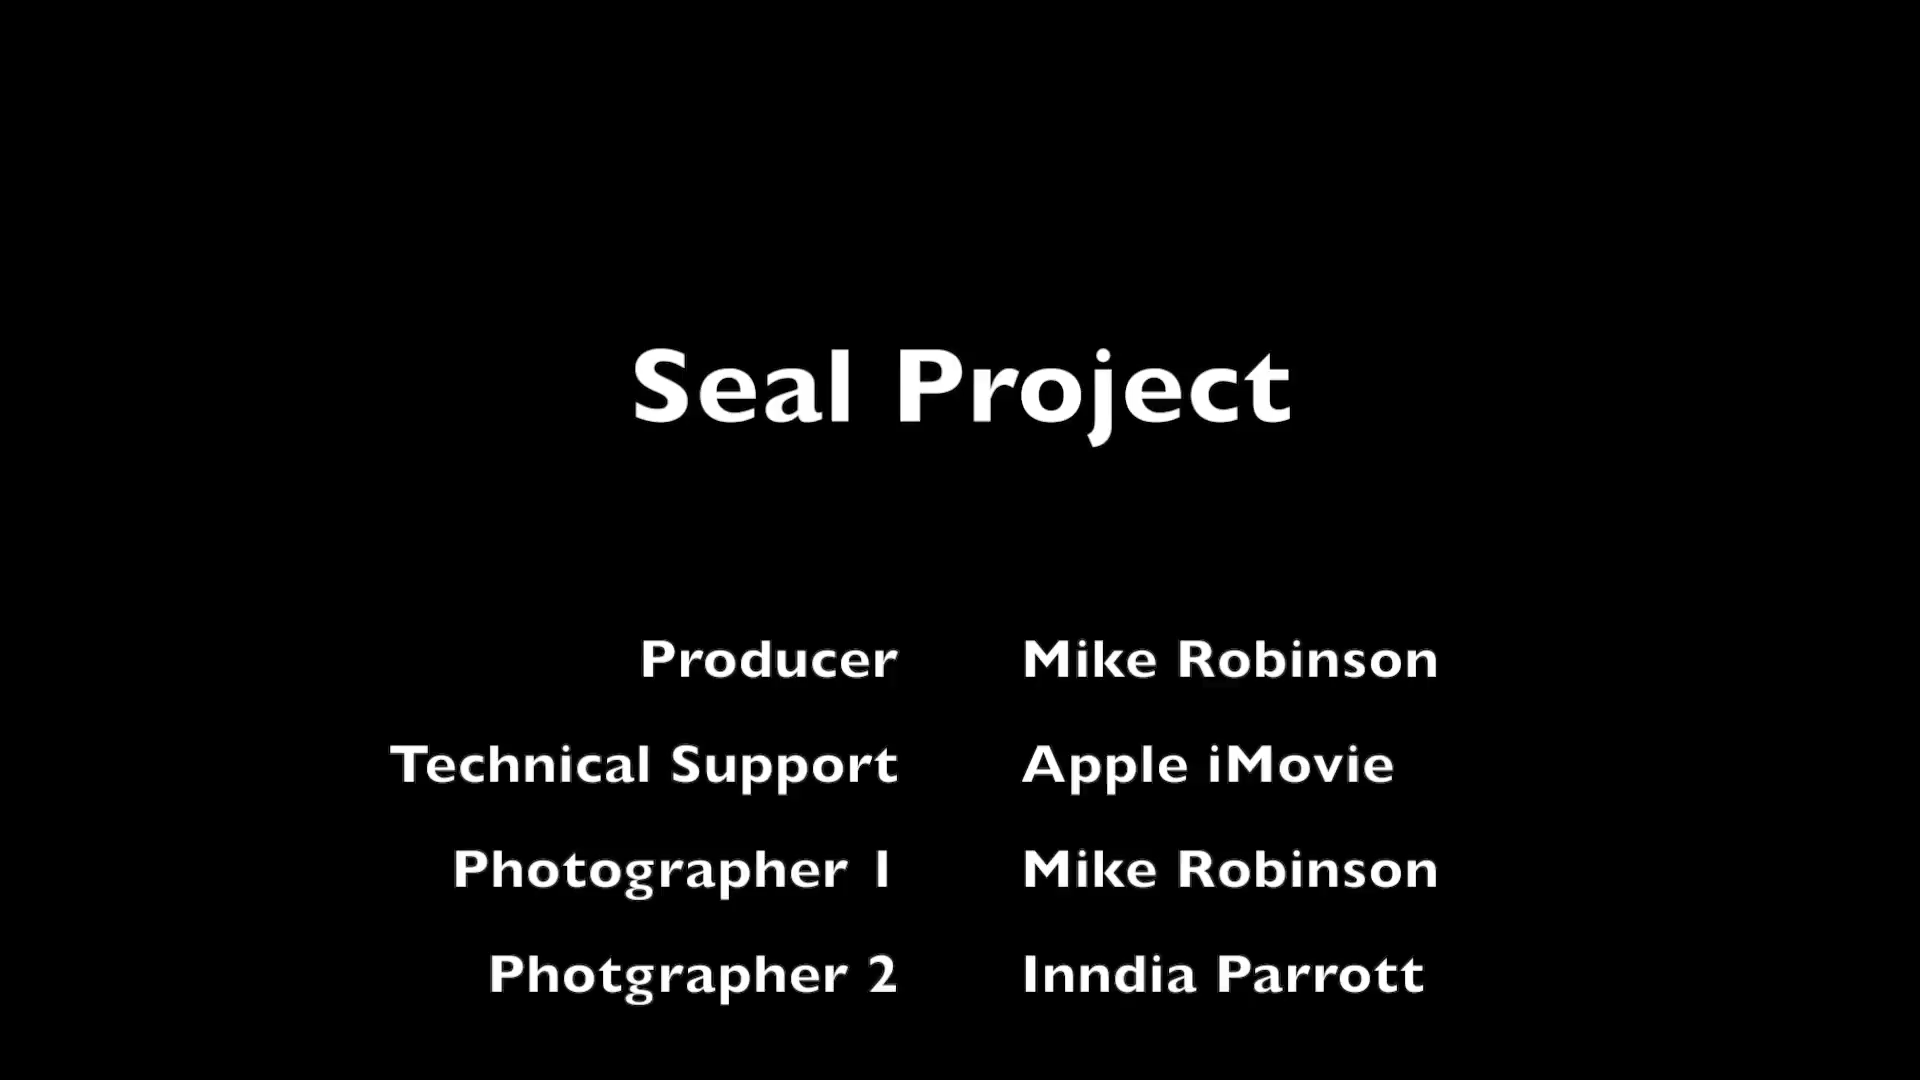 Seal Project
Producer Mike Robinson
Technical Support Apple iMovie
Photographer 1 Mike Robinson
Photgrapher 2 Inndia Parrott